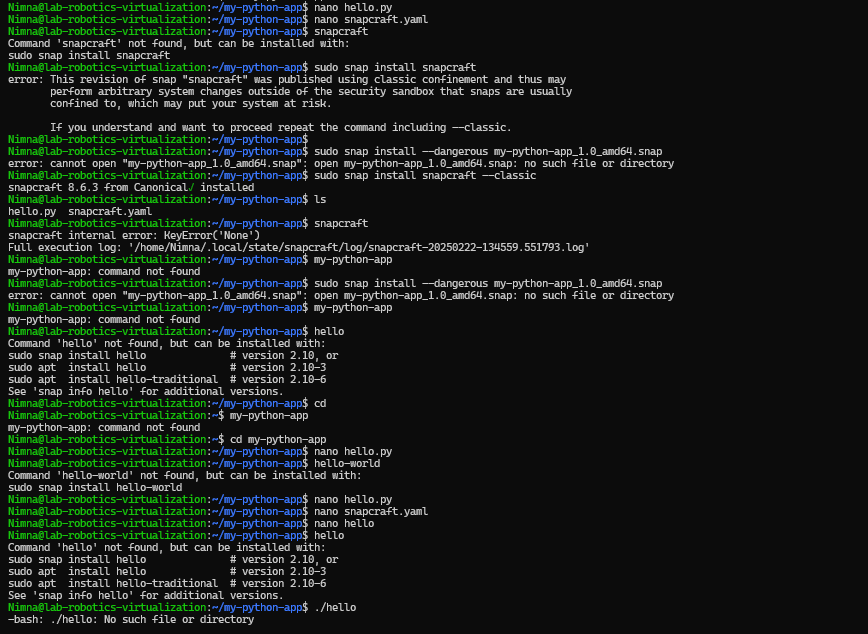 Nimna@lab-robotics-virtualization:~/my-python-app$ nano hello.py
Nimna@lab-robotics-virtualization:~/my-python-app$ nano snapcraft.yaml
Nimna@lab-robotics-virtualization:~/my-python-app$ snapcraft
Command 'snapcraft' not found, but can be installed with:
sudo snap install snapcraft
Nimna@lab-robotics-virtualization:~/my-python-app$ sudo snap install snapcraft
error: This revision of snap "snapcraft" was published using classic confinement and thus may
       perform arbitrary system changes outside of the security sandbox that snaps are usually
       confined to, which may put your system at risk.

       If you understand and want to proceed repeat the command including --classic.
Nimna@lab-robotics-virtualization:~/my-python-app$
Nimna@lab-robotics-virtualization:~/my-python-app$ sudo snap install --dangerous my-python-app_1.0_amd64.snap
error: cannot open "my-python-app_1.0_amd64.snap": open my-python-app_1.0_amd64.snap: no such file or directory
Nimna@lab-robotics-virtualization:~/my-python-app$ sudo snap install snapcraft --classic
snapcraft 8.6.3 from Canonical✓ installed
Nimna@lab-robotics-virtualization:~/my-python-app$ ls
hello.py  snapcraft.yaml
Nimna@lab-robotics-virtualization:~/my-python-app$ snapcraft
snapcraft internal error: KeyError('None')
Full execution log: '/home/Nimna/.local/state/snapcraft/log/snapcraft-20250222-134559.551793.log'
Nimna@lab-robotics-virtualization:~/my-python-app$ my-python-app
my-python-app: command not found
Nimna@lab-robotics-virtualization:~/my-python-app$ sudo snap install --dangerous my-python-app_1.0_amd64.snap
error: cannot open "my-python-app_1.0_amd64.snap": open my-python-app_1.0_amd64.snap: no such file or directory
Nimna@lab-robotics-virtualization:~/my-python-app$ my-python-app
my-python-app: command not found
Nimna@lab-robotics-virtualization:~/my-python-app$ hello
Command 'hello' not found, but can be installed with:
sudo snap install hello              # version 2.10, or
sudo apt  install hello              # version 2.10-3
sudo apt  install hello-traditional  # version 2.10-6
See 'snap info hello' for additional versions.
Nimna@lab-robotics-virtualization:~/my-python-app$ cd
Nimna@lab-robotics-virtualization:~$ my-python-app
my-python-app: command not found
Nimna@lab-robotics-virtualization:~$ cd my-python-app
Nimna@lab-robotics-virtualization:~/my-python-app$ nano hello.py
Nimna@lab-robotics-virtualization:~/my-python-app$ hello-world
Command 'hello-world' not found, but can be installed with:
sudo snap install hello-world
Nimna@lab-robotics-virtualization:~/my-python-app$ nano hello.py
Nimna@lab-robotics-virtualization:~/my-python-app$ nano snapcraft.yaml
Nimna@lab-robotics-virtualization:~/my-python-app$ nano hello
Nimna@lab-robotics-virtualization:~/my-python-app$ hello
Command 'hello' not found, but can be installed with:
sudo snap install hello              # version 2.10, or
sudo apt  install hello              # version 2.10-3
sudo apt  install hello-traditional  # version 2.10-6
See 'snap info hello' for additional versions.
Nimna@lab-robotics-virtualization:~/my-python-app$ ./hello
-bash: ./hello: No such file or directory